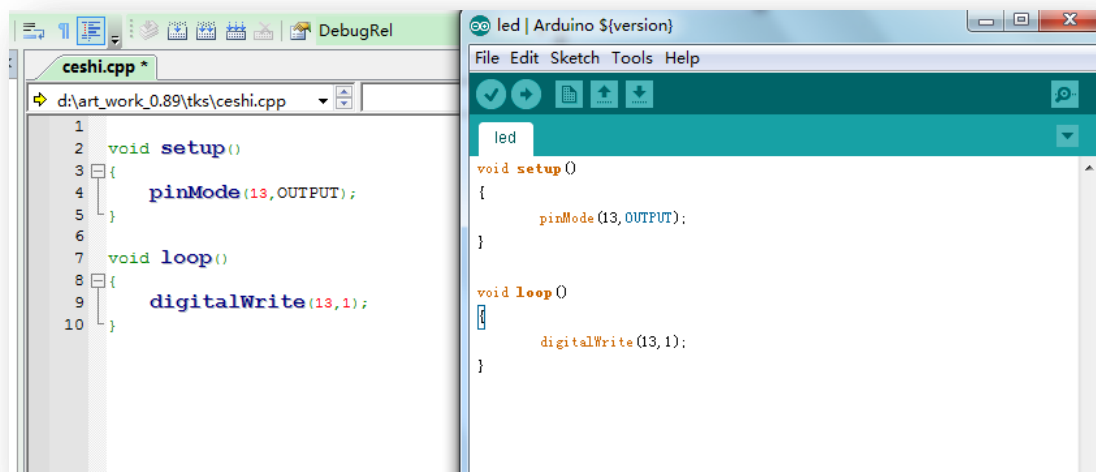 DebugRel
ceshi.cpp *
d:\art_work_0.89\tks\ceshi.cpp
1
2 void setup()
3 {
4 pinMode(13,OUTPUT);
5 }
6
7 void loop()
8 {
9 digitalWrite(13,1);
10 }
led | Arduino ${version}
File Edit Sketch Tools Help
led
void setup()
{
pinMode(13,OUTPUT);
}
void loop()
{
digitalWrite(13,1);
}